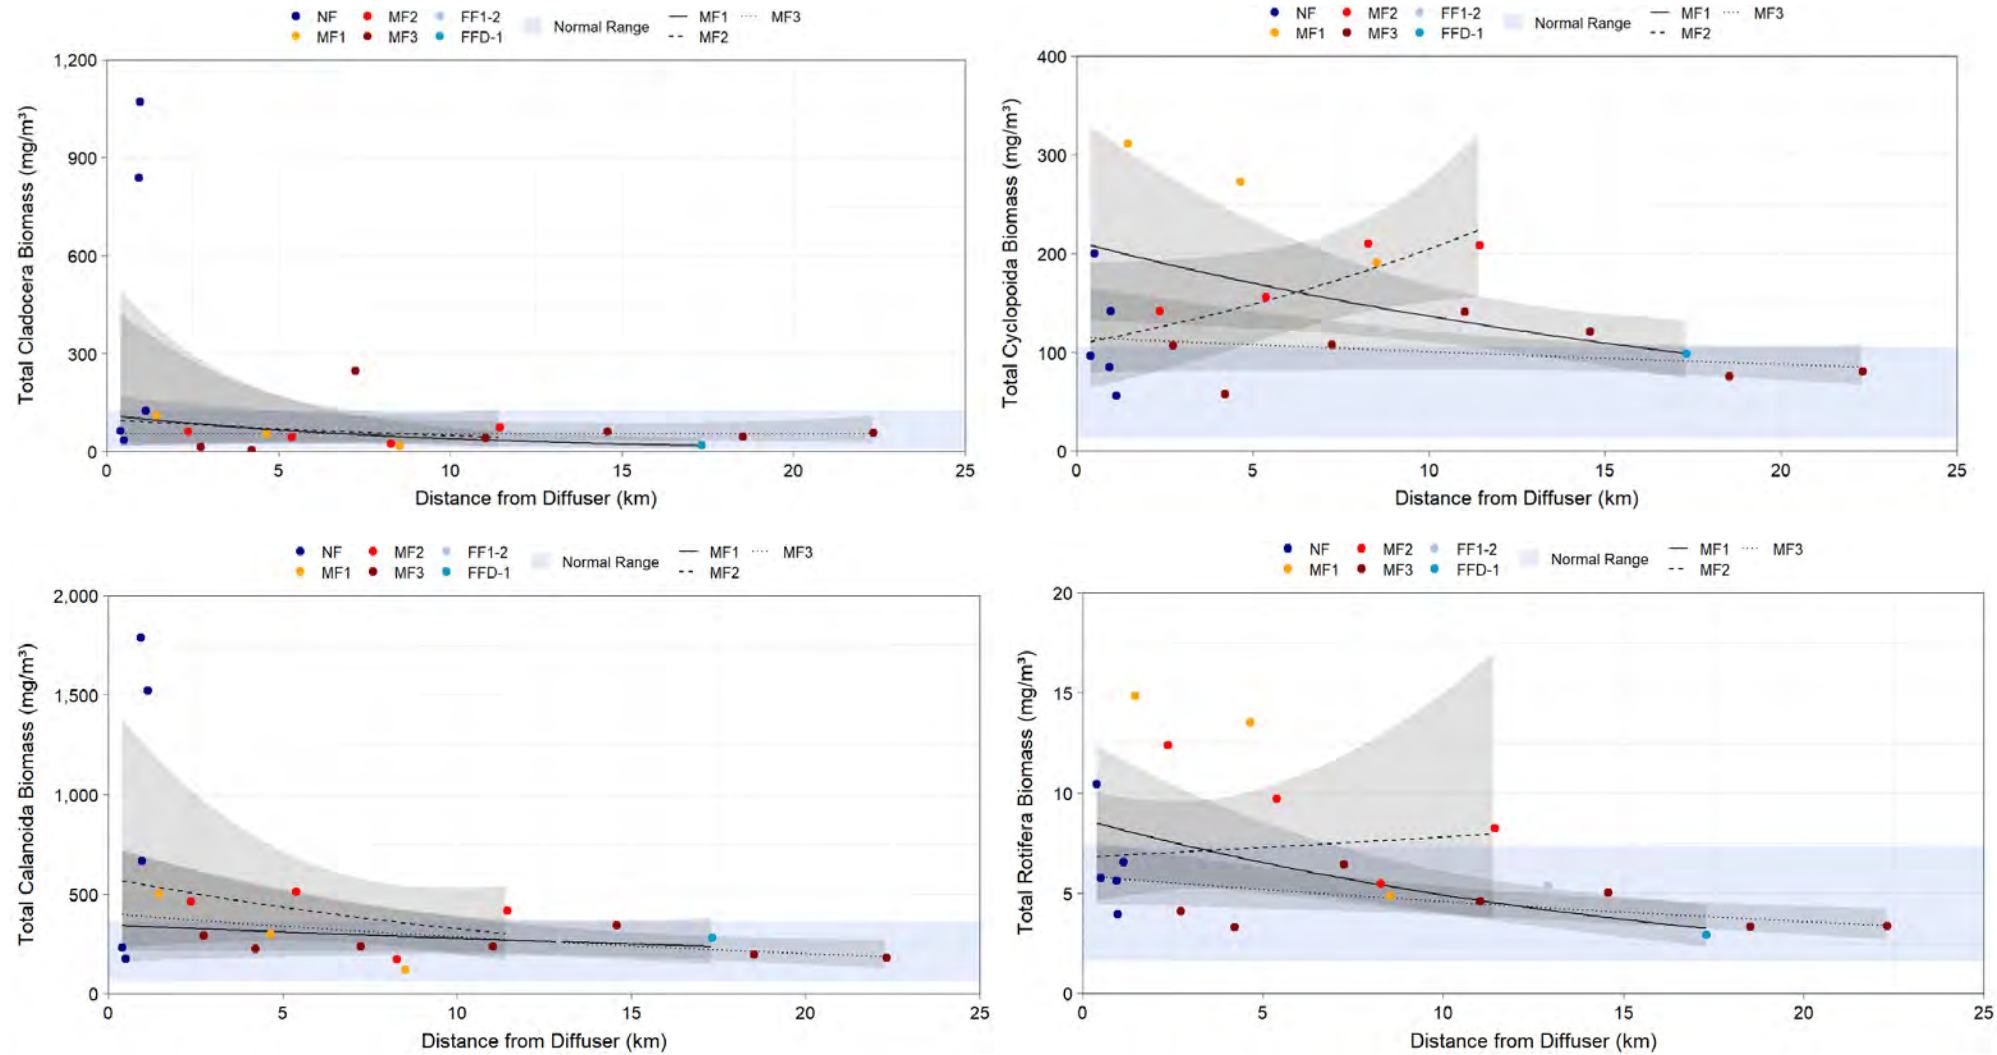 NF MF2 FF1-2 Normal Range MF1 MF3
MF1 MF3 FFD-1 MF2
Total Cladocera Biomass (mg/m³)
1,200
900
600
300
0
0 5 10 15 20 25
Distance from Diffuser (km)
NF MF2 FF1-2 Normal Range MF1 MF3
MF1 MF3 FFD-1 MF2
Total Cyclopoida Biomass (mg/m³)
400
300
200
100
0
0 5 10 15 20 25
Distance from Diffuser (km)
NF MF2 FF1-2 Normal Range MF1 MF3
MF1 MF3 FFD-1 MF2
Total Calanoida Biomass (mg/m³)
2,000
1,500
1,000
500
0
0 5 10 15 20 25
Distance from Diffuser (km)
NF MF2 FF1-2 Normal Range MF1 MF3
MF1 MF3 FFD-1 MF2
Total Rotifera Biomass (mg/m³)
20
15
10
5
0
0 5 10 15 20 25
Distance from Diffuser (km)